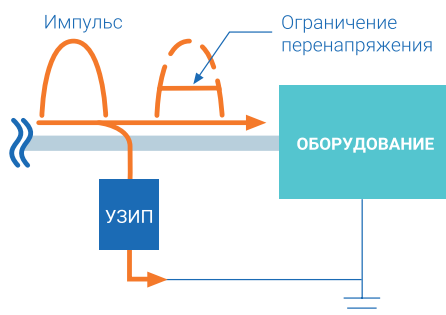 Импульс
Ограничение
перенапряжения
ОБОРУДОВАНИЕ
УЗИП